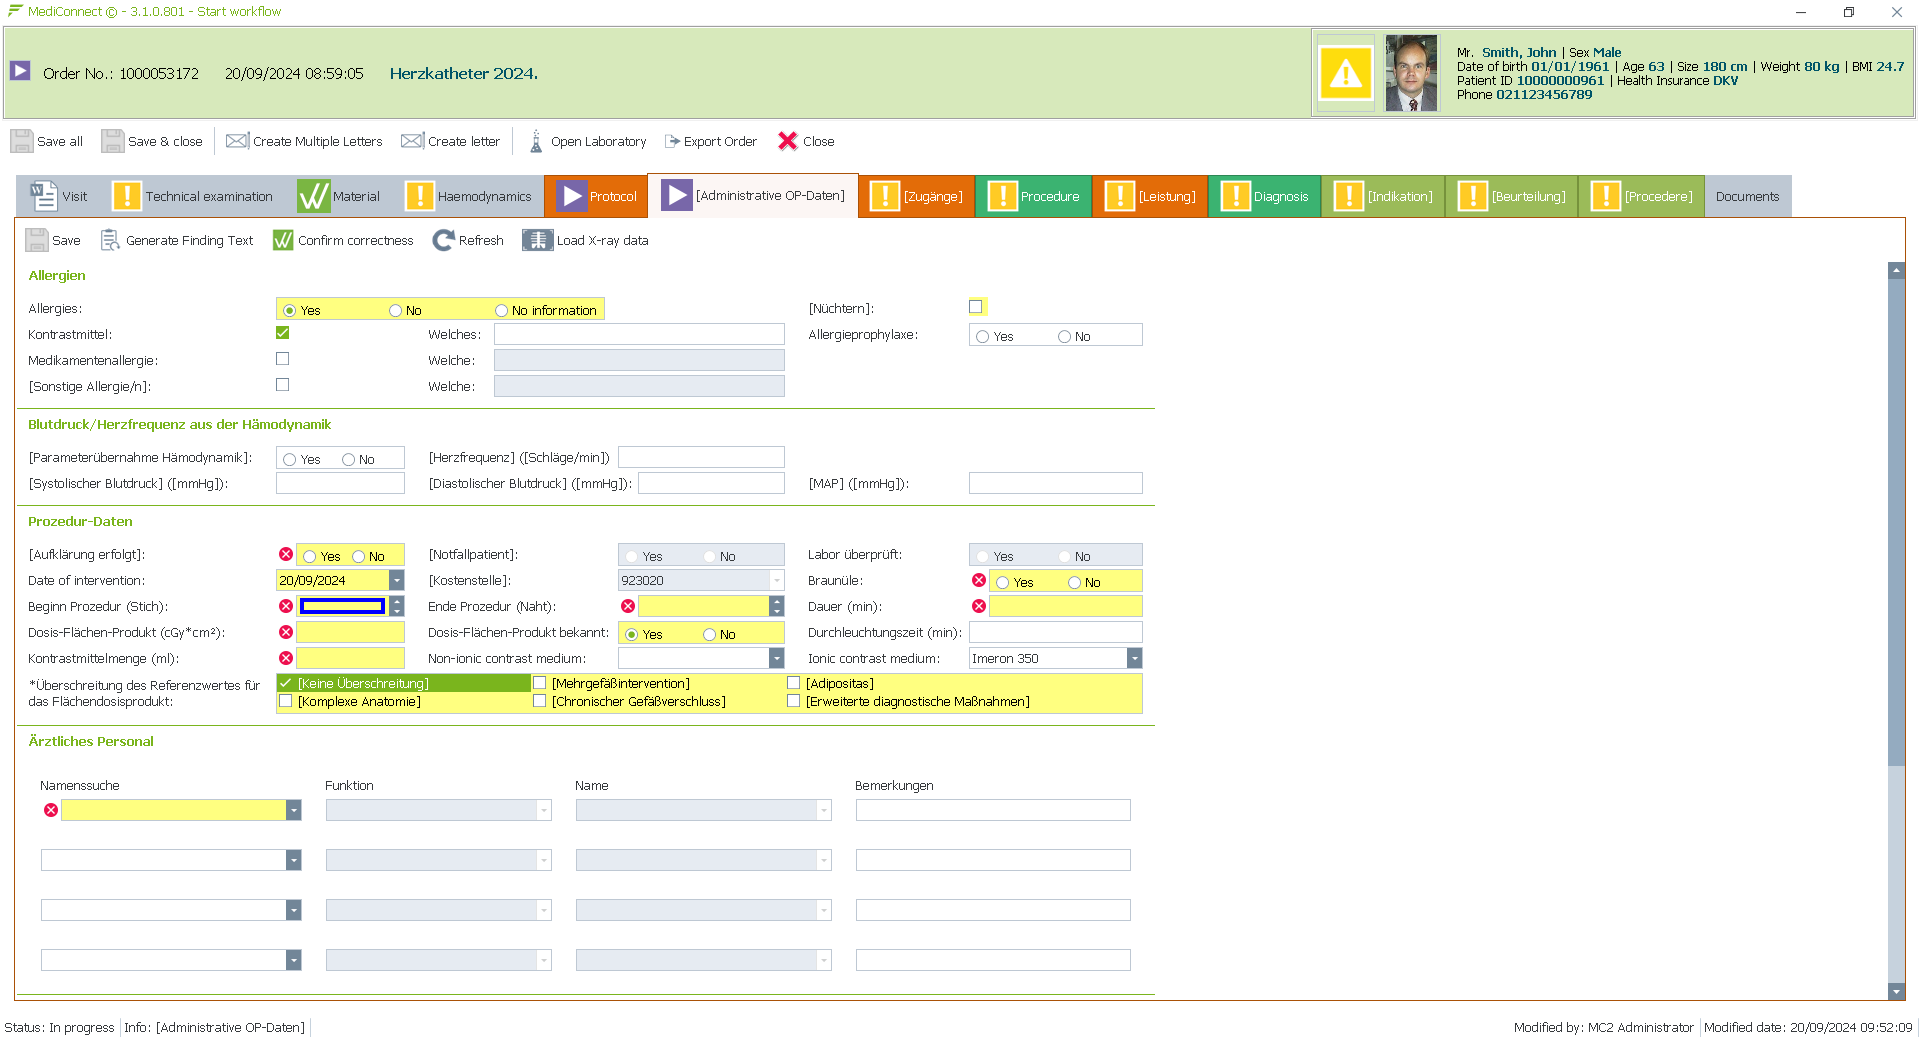 MediConnect © - 3.1.0.801 - Start workflow
Order No.: 1000053172 20/09/2024 08:59:05 Herzkatheter 2024.
Mr. Smith, John | Sex Male
Date of birth 01/01/1961 | Age 63 | Size 180 cm | Weight 80 kg | BMI 24.7
Patient ID 10000000961 | Health Insurance DKV
Phone 021123456789
Save all Save & close Create Multiple Letters Create letter Open Laboratory Export Order Close
Visit Technical examination Material Haemodynamics Protocol [Administrative OP-Daten] [Zugänge] Procedure [Leistung] Diagnosis [Indikation] [Beurteilung] [Procedere] Documents
Save Generate Finding Text Confirm correctness Refresh Load X-ray data
Allergien
Allergies: Yes No No information [Nüchtern]:
Kontrastmittel: Welches: Allergieprophylaxe: Yes No
Medikamentenallergie: Welche:
[Sonstige Allergie/n]: Welche:
Blutdruck/Herzfrequenz aus der Hämodynamik
[Parameterübernahme Hämodynamik]: Yes No [Herzfrequenz] ([Schläge/min])
[Systolischer Blutdruck] ([mmHg]): [Diastolischer Blutdruck] ([mmHg]): [MAP] ([mmHg]):
Prozedur-Daten
[Aufklärung erfolgt]: Yes No [Notfallpatient]: Yes No Labor überprüft: Yes No
Date of intervention: 20/09/2024 [Kostenstelle]: 923020 Braunüle: Yes No
Beginn Prozedur (Stich): Ende Prozedur (Naht): Dauer (min):
Dosis-Flächen-Produkt (cGy*cm²): Dosis-Flächen-Produkt bekannt: Yes No Durchleuchtungszeit (min):
Kontrastmittelmenge (ml): Non-ionic contrast medium: Ionic contrast medium: Imeron 350
*Überschreitung des Referenzwertes für das Flächendosisprodukt: [Keine Überschreitung] [Mehrgefäßintervention] [Adipositas]
[Komplexe Anatomie] [Chronischer Gefäßverschluss] [Erweiterte diagnostische Maßnahmen]
Ärztliches Personal
Namenssuche Funktion Name Bemerkungen
Status: In progress Info: [Administrative OP-Daten] Modified by: MC2 Administrator Modified date: 20/09/2024 09:52:09